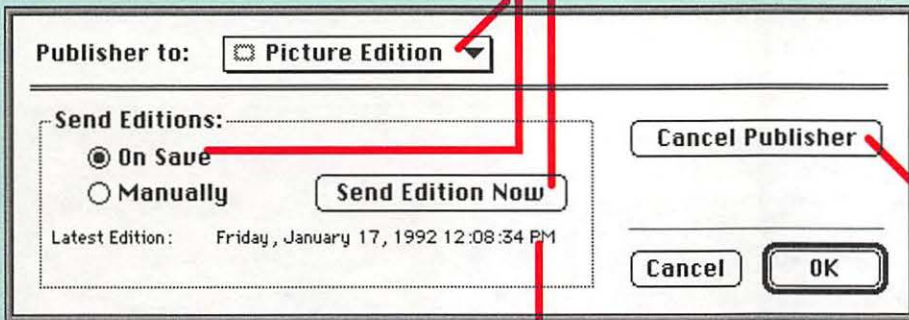 Publisher to: Picture Edition
Send Editions:
On Save
Manually
Send Edition Now
Latest Edition: Friday, January 17, 1992 12:08:34 PM
Cancel Publisher
Cancel
OK